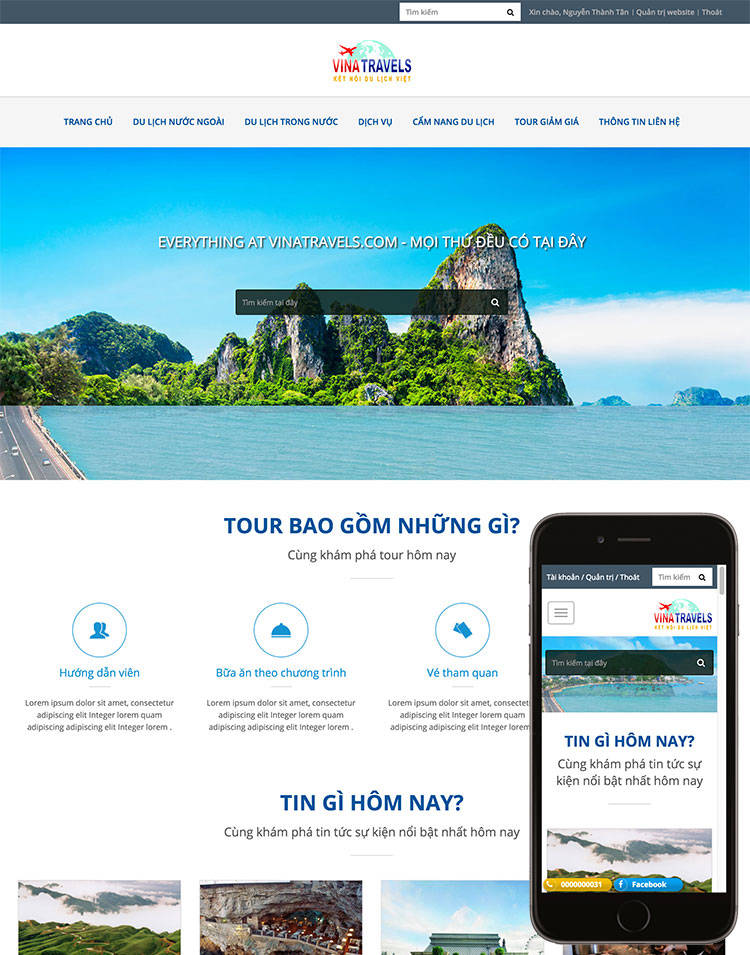 Tìm kiếm
Xin chào, Nguyễn Thành Tân | Quản trị website | Thoát
VINATRAVELS
KẾT NỐI DU LỊCH VIỆT
TRANG CHỦ DU LỊCH NƯỚC NGOÀI DU LỊCH TRONG NƯỚC DỊCH VỤ CẨM NANG DU LỊCH TOUR GIẢM GIÁ THÔNG TIN LIÊN HỆ
EVERYTHING AT VINATRAVELS.COM - MỌI THỨ ĐỀU CÓ TẠI ĐÂY
Tìm kiếm tại đây
TOUR BAO GỒM NHỮNG GÌ?
Cùng khám phá tour hôm nay
Hướng dẫn viên
Lorem ipsum dolor sit amet, consectetur
adipiscing elit Integer lorem quam
adipiscing elit Integer lorem .
Bữa ăn theo chương trình
Lorem ipsum dolor sit amet, consectetur
adipiscing elit Integer lorem quam
adipiscing elit Integer lorem .
Vé tham quan
Lorem ipsum dolor sit amet,
adipiscing elit Integer lorem
adipiscing elit Integer lorem
TIN GÌ HÔM NAY?
Cùng khám phá tin tức sự kiện nổi bật nhất hôm nay
Tài khoản / Quản trị / Thoát
Tìm kiếm
VINATRAVELS
KẾT NỐI DU LỊCH VIỆT
Tìm kiếm tại đây
TIN GÌ HÔM NAY?
Cùng khám phá tin tức sự
kiện nổi bật nhất hôm nay
0000000031
Facebook